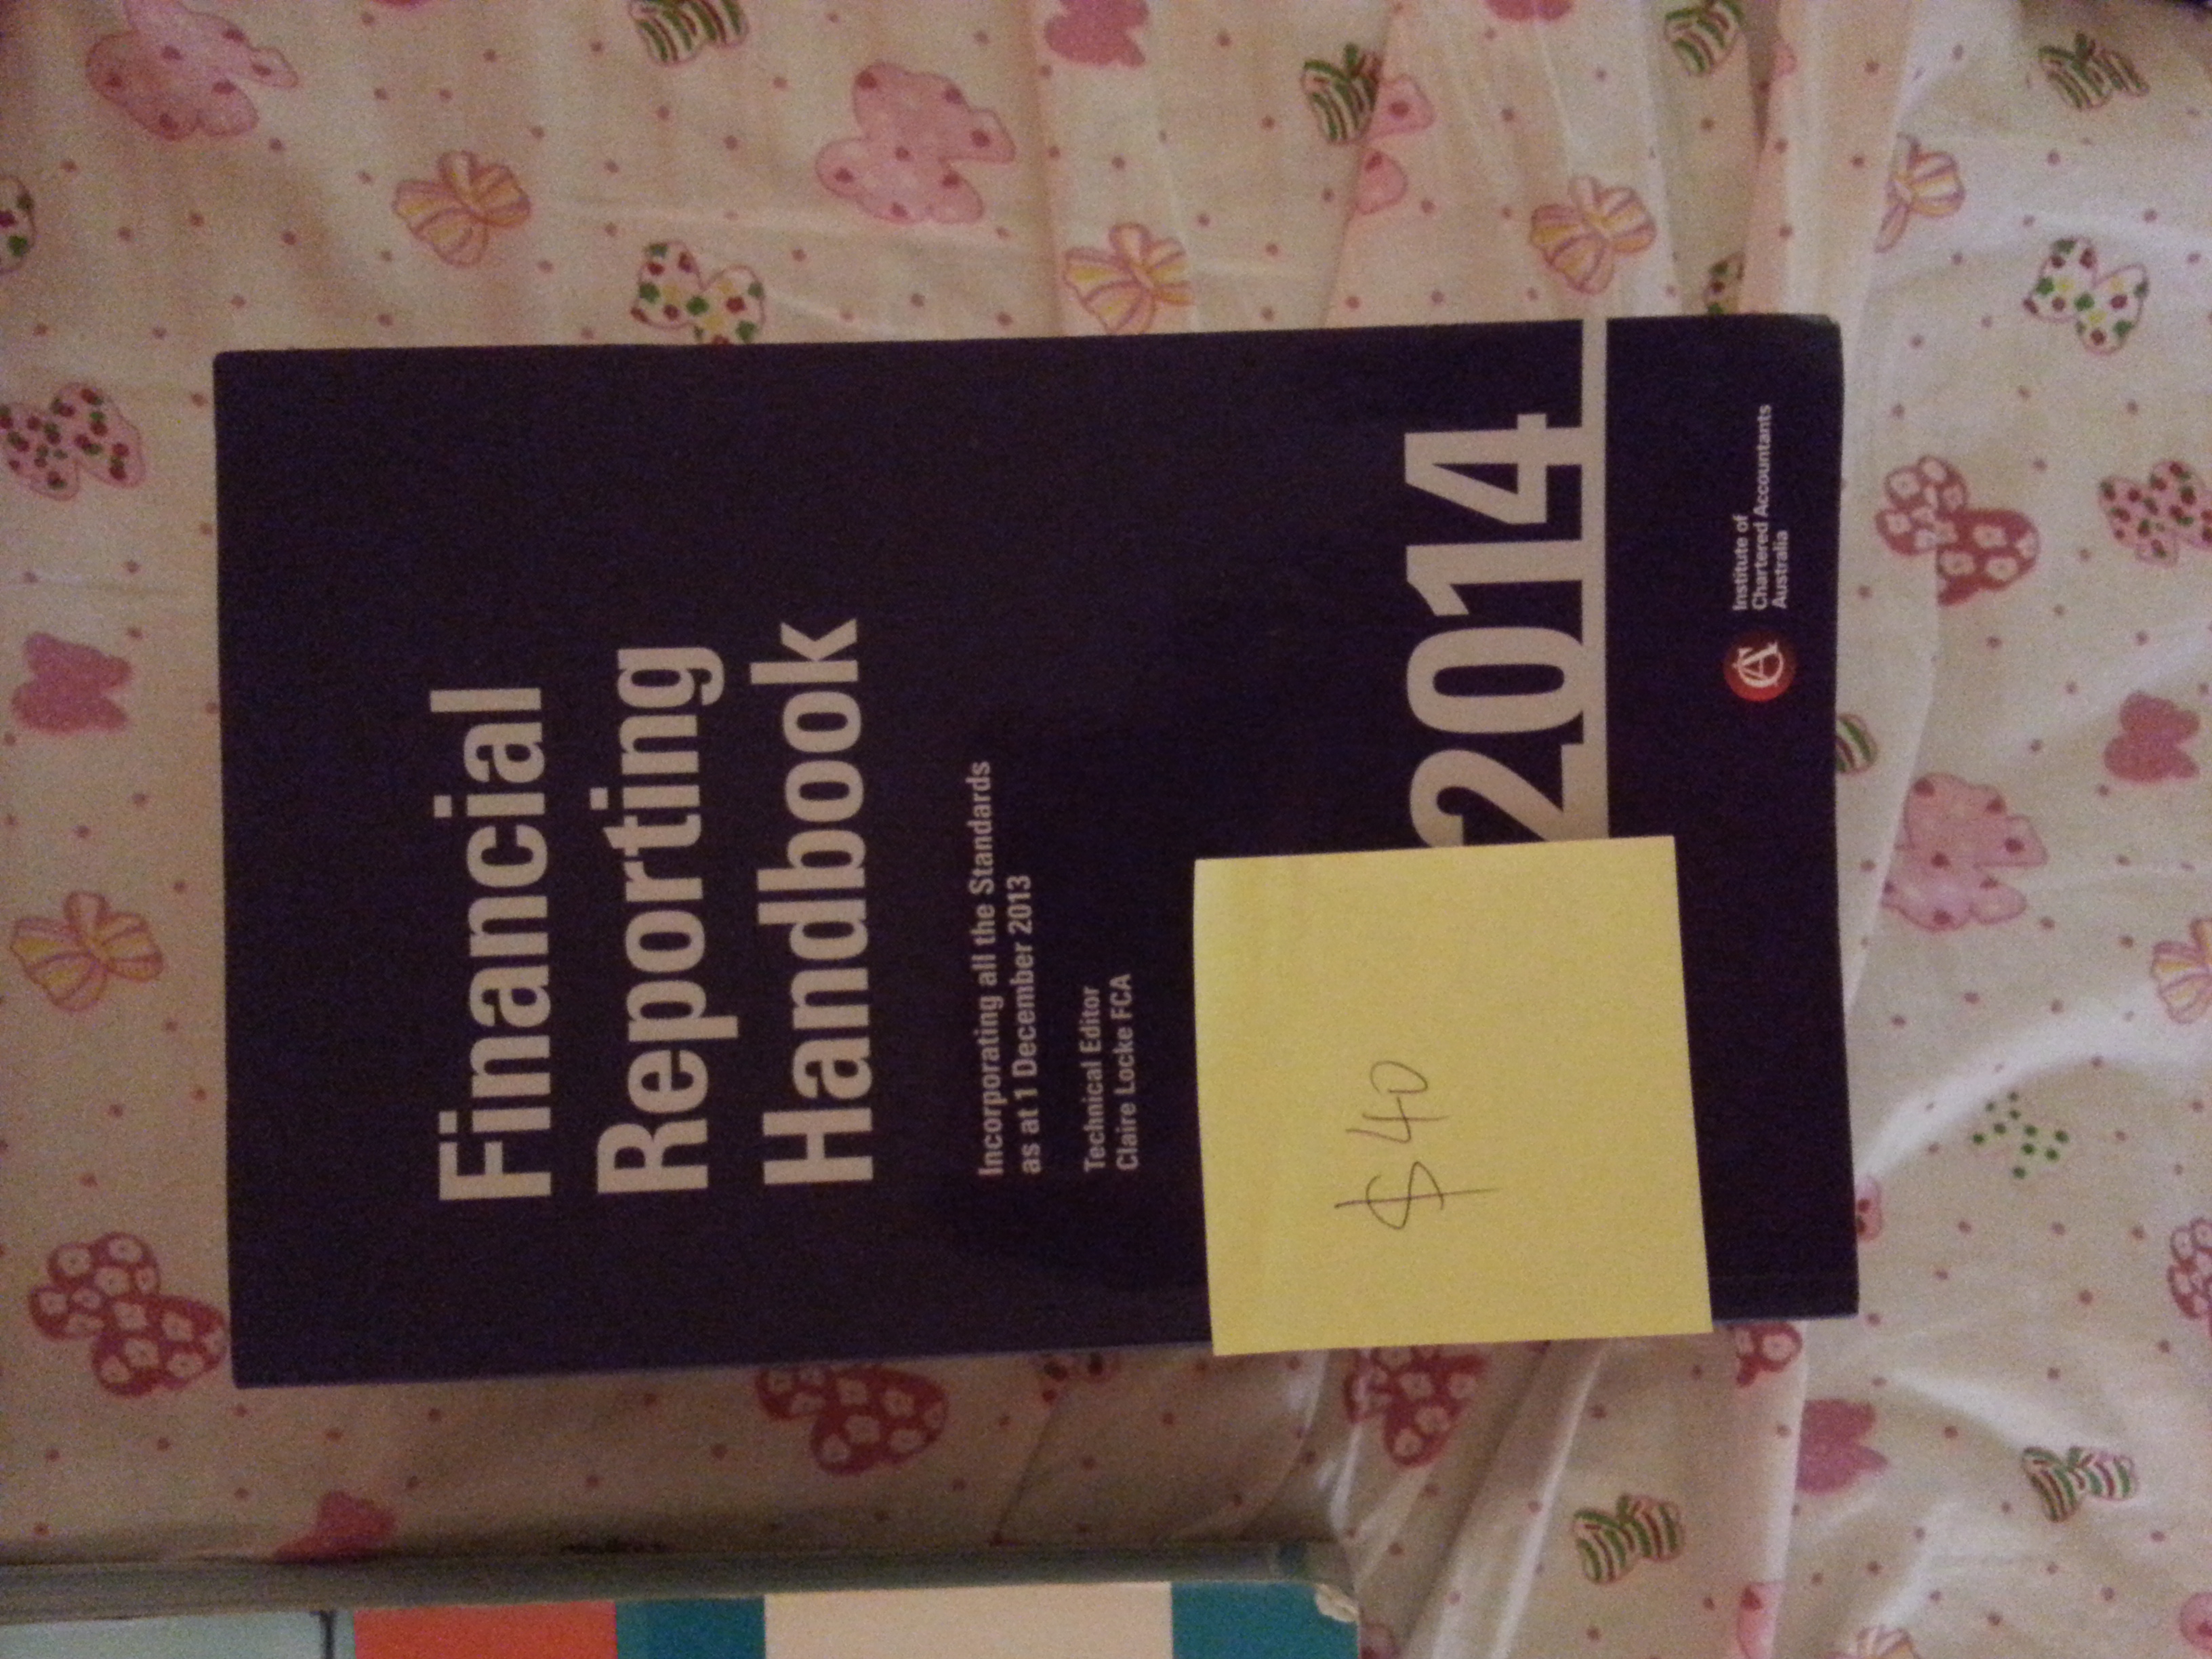 Financial
Reporting
Handbook
Incorporating all the Standards
as at 1 December 2013
Technical Editor
Claire Locke FCA
$40
2014
CA
Institute of
Chartered Accountants
Australia